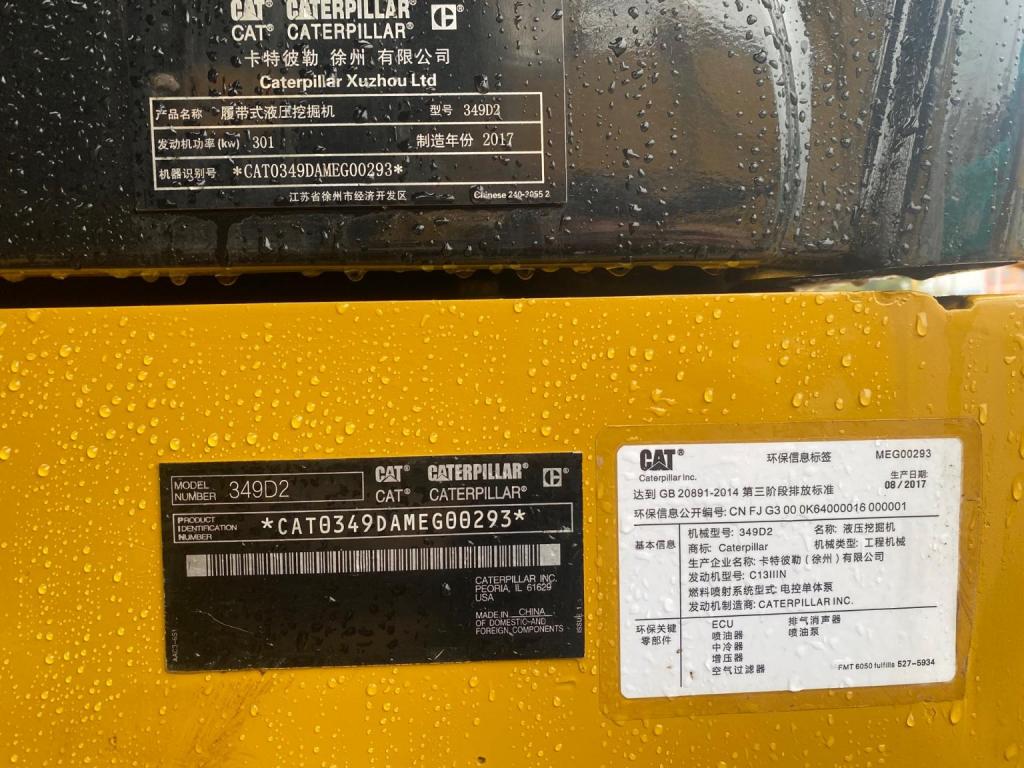 CAT CATERPILLAR® C
CAT® CATERPILLAR®
卡特彼勒 徐州 有限公司
Caterpillar Xuzhou Ltd
产品名称 履带式液压挖掘机 型号 349D2
发动机功率(kw) 301 制造年份 2017
机器识别号 *CAT0349DAMEG00293*
江苏省徐州市经济开发区 Chinese 240-2055 2
MODEL NUMBER 349D2
CAT® CATERPILLAR® C
CAT® CATERPILLAR®
PRODUCT
IDENTIFICATION
NUMBER
*CAT0349DAMEG00293*
CATERPILLAR INC.
PEORIA, IL 61629
USA
MADE IN CHINA
OF DOMESTIC AND
FOREIGN COMPONENTS
ISSUE 1
CAT®
Caterpillar Inc.
环保信息标签
MEG00293
生产日期:
08/2017
达到 GB 20891-2014 第三阶段排放标准
环保信息公开编号: CN FJ G3 00 0K64000016 000001
基本信息
机械型号: 349D2 名称: 液压挖掘机
商标: Caterpillar 机械类型: 工程机械
生产企业名称: 卡特彼勒（徐州）有限公司
发动机型号: C13IIIN
燃料喷射系统型式: 电控单体泵
发动机制造商: CATERPILLAR INC.
环保关键
零部件
ECU 排气消声器
喷油器 喷油泵
中冷器
增压器
空气过滤器
FMT 6050 fulfills 527-5934